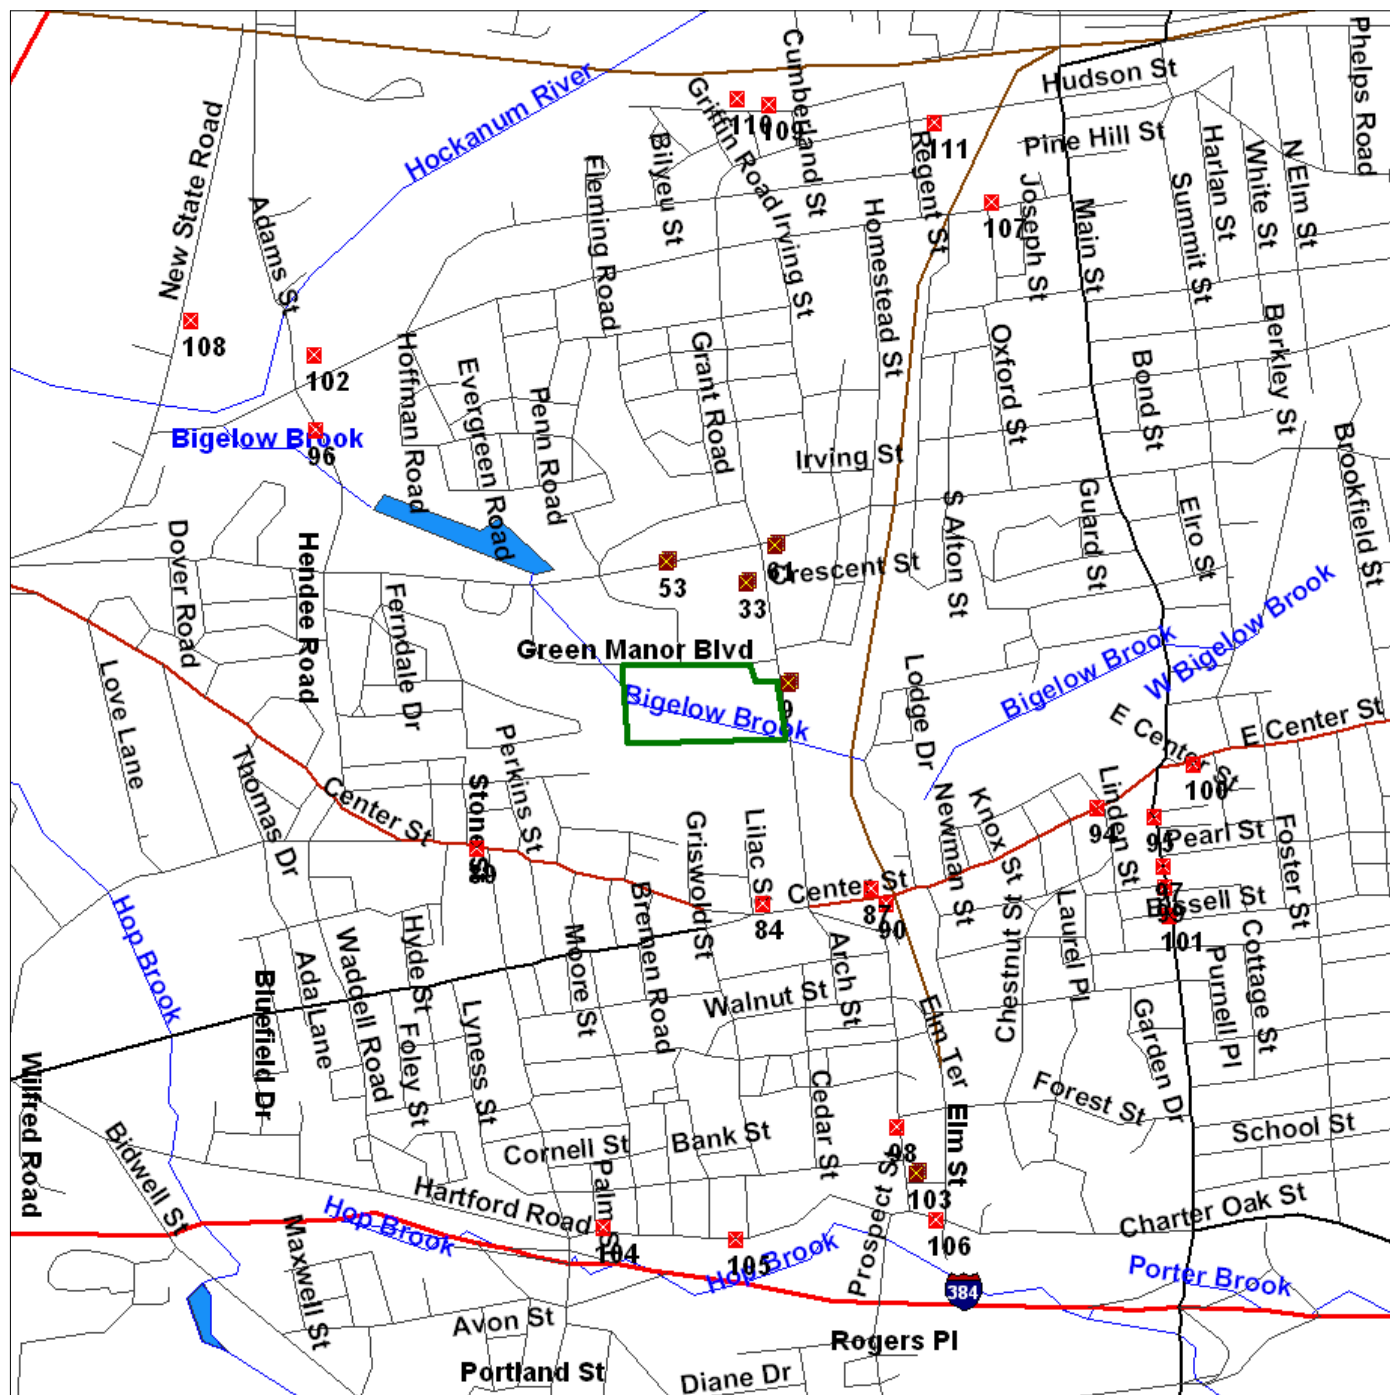 Phelps Road
Cumberland St
Hudson St
Hockanum River
Griffin Road
110
109
New State Road
Bilyeu St
Regent St
111
Pine Hill St
Harlan St
White St
N Elm St
Fleming Road
Adams St
Irving St
Homestead St
107
Joseph St
Main St
Summit St
108
102
Hoffman Road
Evergreen Road
Penn Road
Grant Road
Oxford St
Bond St
Berkley St
Bigelow Brook
96
Irving St
Brookfield St
S Alton St
Guard St
Elro St
Dover Road
Hendee Road
53
61
33
Crescent St
Ferndale Dr
Green Manor Blvd
Love Lane
Bigelow Brook
9
Lodge Dr
Bigelow Brook
W Bigelow Brook
E Center St
E Center St
100
Thomas Dr
Center St
Perkins St
Griswold St
Lilac St
Newman St
Knox St
Linden St
94
95
Pearl St
Foster St
Center St
84
87
90
97
99
Bissell St
101
Hop Brook
Bluefield Dr
Ada Lane
Waddell Road
Hyde St
Foley St
Lyness St
Moore St
Bremen Road
Walnut St
Arch St
Elm Ter
Chestnut St
Laurel Pl
Garden Dr
Purnell Pl
Cottage St
Wilfred Road
Bidwell St
Cornell St
Bank St
Cedar St
Elm St
Forest St
School St
98
103
Hartford Road
104
105
106
Prospect St
Charter Oak St
Hop Brook
Hop Brook
Porter Brook
384
Maxwell St
Avon St
Rogers Pl
Portland St
Diane Dr